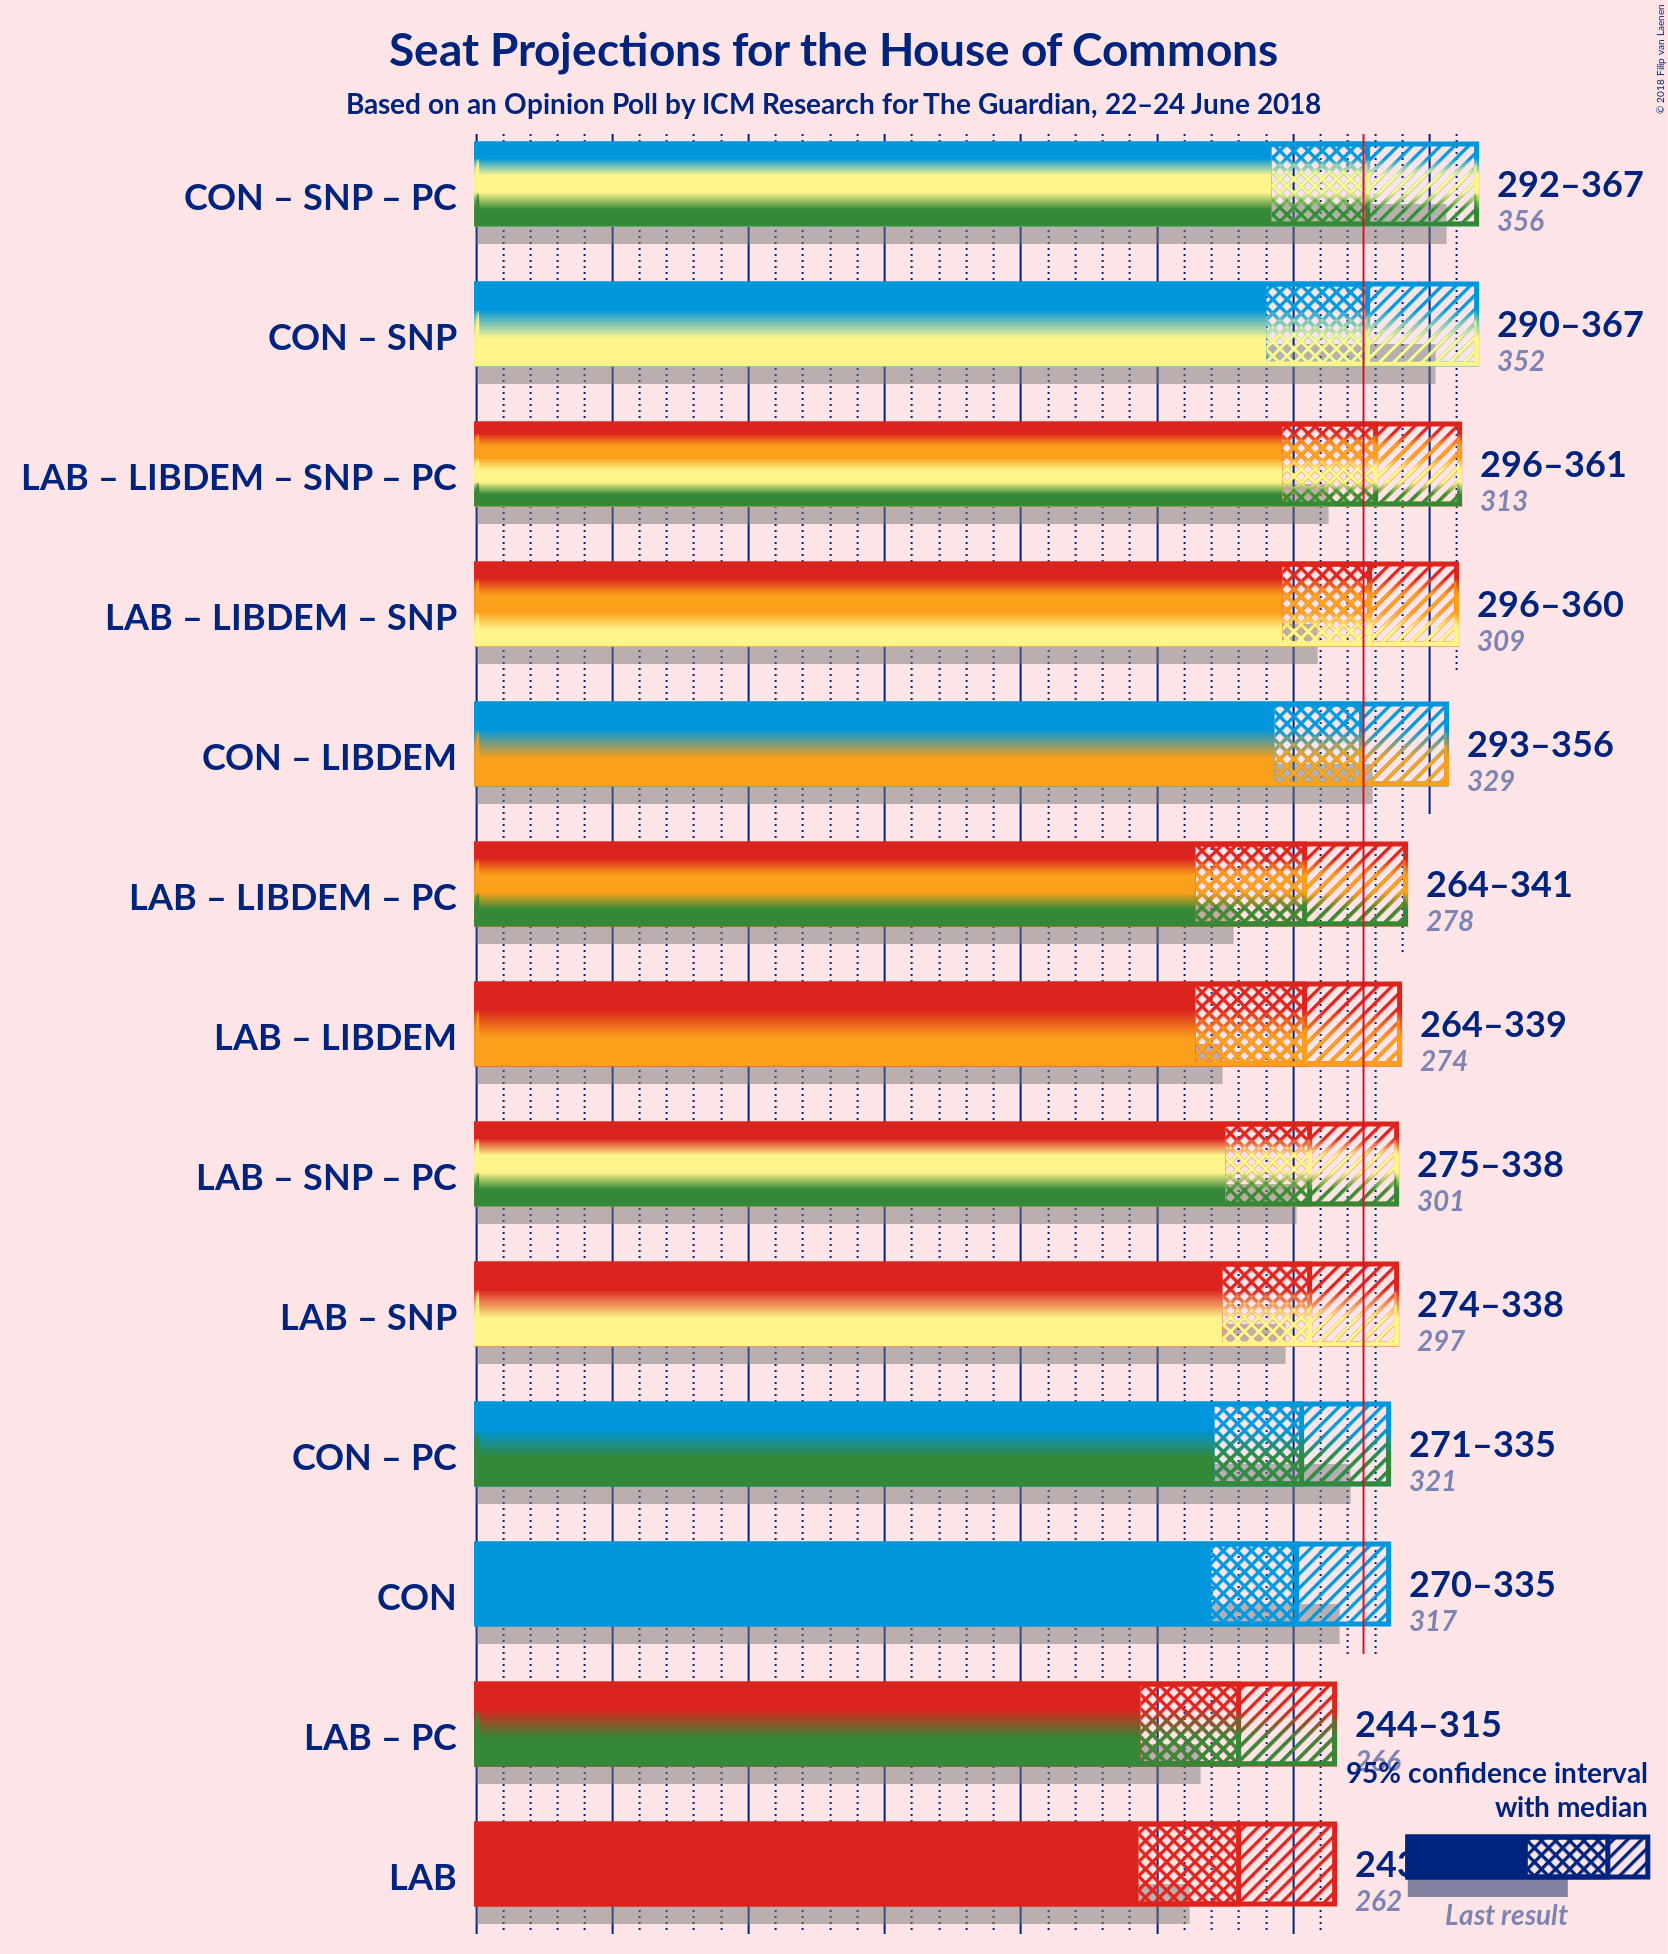 Seat Projections for the House of Commons
Based on an Opinion Poll by ICM Research for The Guardian, 22–24 June 2018
© 2018 Filip van Laenen
CON – SNP – PC
292–367
356
CON – SNP
290–367
352
LAB – LIBDEM – SNP – PC
296–361
313
LAB – LIBDEM – SNP
296–360
309
CON – LIBDEM
293–356
329
LAB – LIBDEM – PC
264–341
278
LAB – LIBDEM
264–339
274
LAB – SNP – PC
275–338
301
LAB – SNP
274–338
297
CON – PC
271–335
321
CON
270–335
317
LAB – PC
244–315
266
95% confidence interval
with median
LAB
243
262
Last result